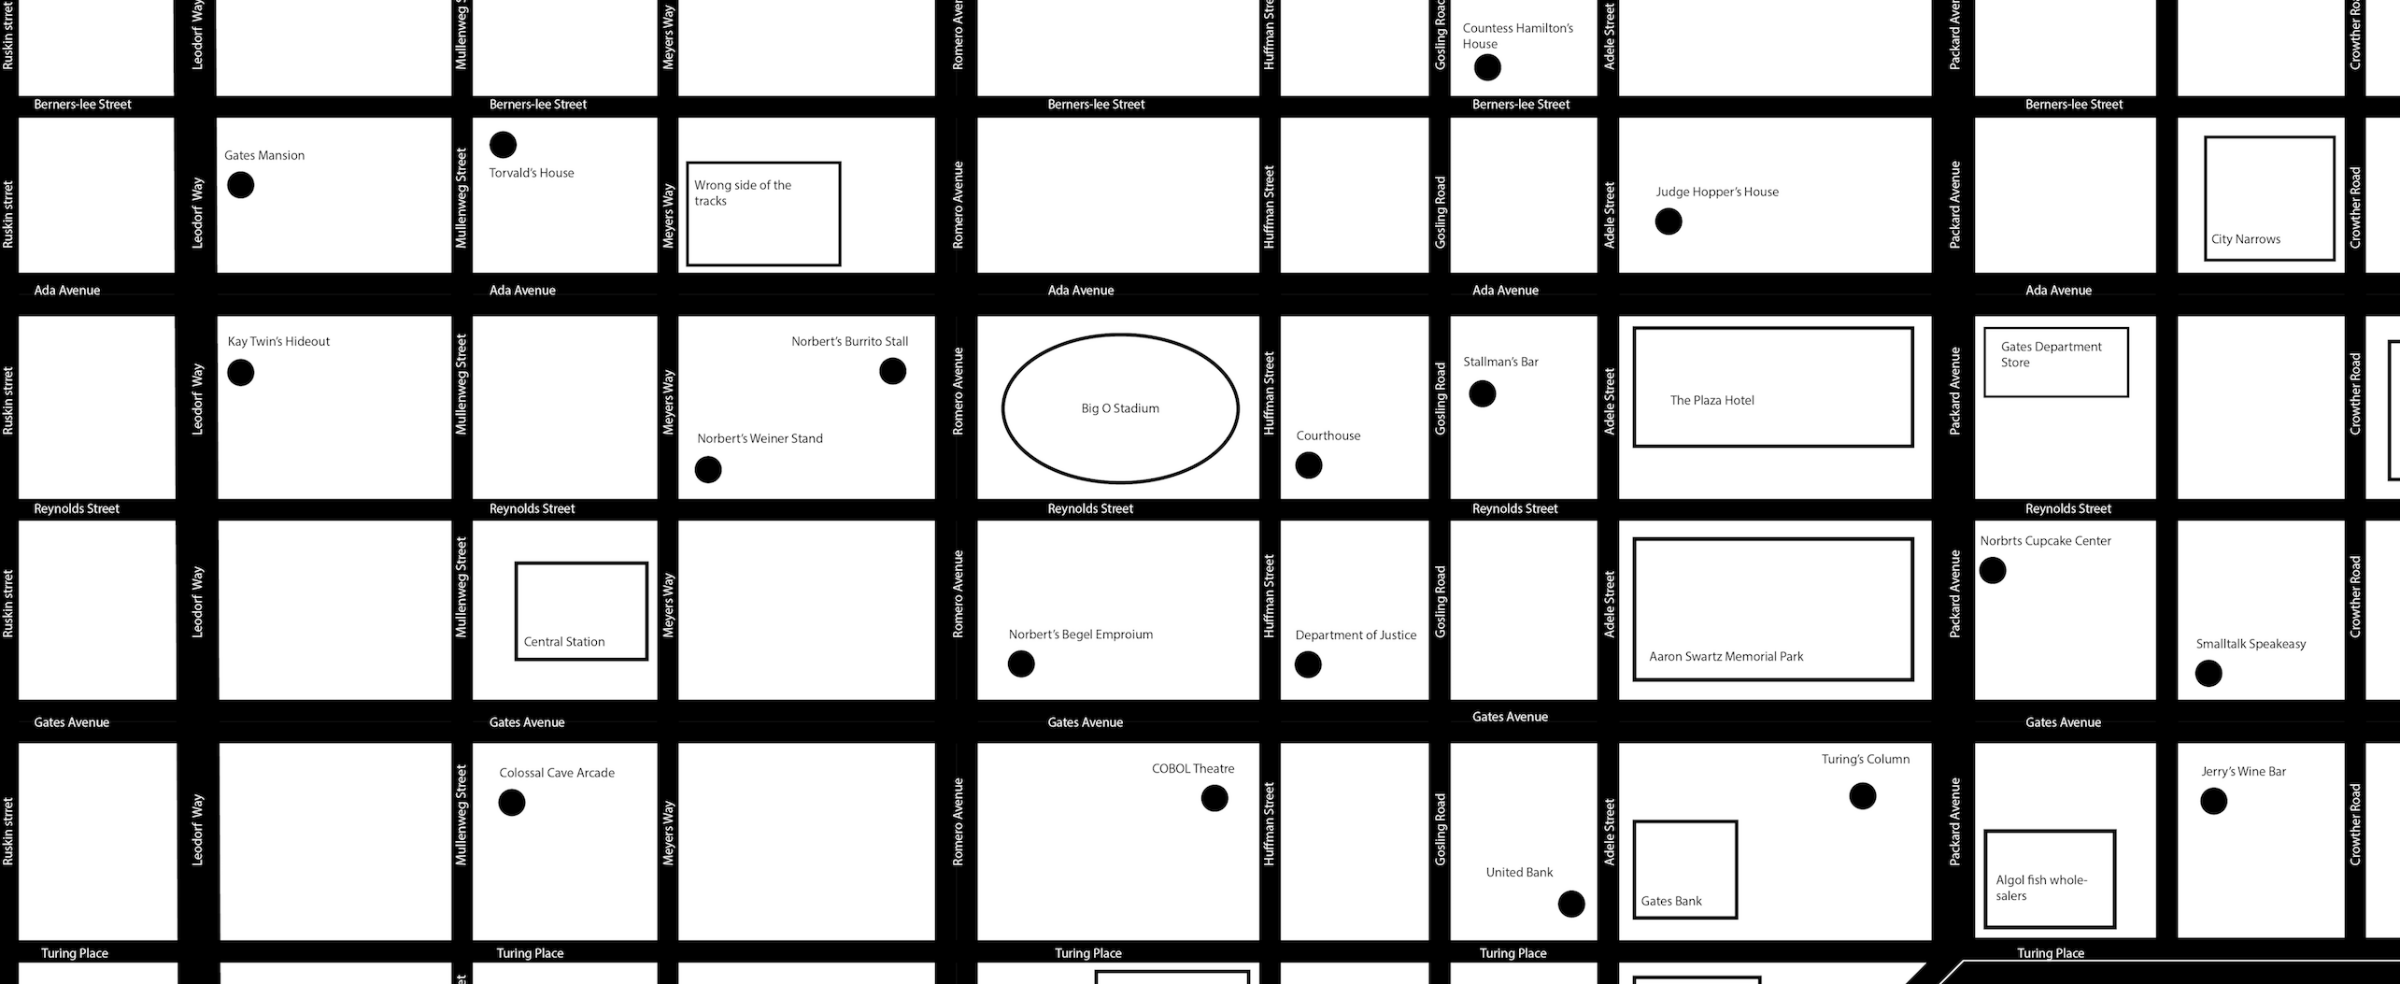 Ruskin strret
Leodorf Way
Mullenweg S
Meyers Way
Romero Aven
Huffman Stre
Gosling Road
Countess Hamilton's
House
Adele Street
Packard Aven
Crowther Ro
Berners-lee Street
Berners-lee Street
Berners-lee Street
Berners-lee Street
Berners-lee Street
Ruskin strret
Leodorf Way
Gates Mansion
Mullenweg Street
Torvald's House
Meyers Way
Wrong side of the
tracks
Romero Avenue
Huffman Street
Gosling Road
Adele Street
Judge Hopper's House
Packard Avenue
City Narrows
Crowther Road
Ada Avenue
Ada Avenue
Ada Avenue
Ada Avenue
Ada Avenue
Ruskin strret
Leodorf Way
Kay Twin's Hideout
Mullenweg Street
Meyers Way
Norbert's Burrito Stall
Norbert's Weiner Stand
Romero Avenue
Big O Stadium
Huffman Street
Courthouse
Gosling Road
Stallman's Bar
Adele Street
The Plaza Hotel
Packard Avenue
Gates Department
Store
Crowther Road
Reynolds Street
Reynolds Street
Reynolds Street
Reynolds Street
Reynolds Street
Ruskin strret
Leodorf Way
Mullenweg Street
Central Station
Meyers Way
Romero Avenue
Norbert's Begel Emproium
Huffman Street
Department of Justice
Gosling Road
Adele Street
Aaron Swartz Memorial Park
Packard Avenue
Norbrts Cupcake Center
Smalltalk Speakeasy
Crowther Road
Gates Avenue
Gates Avenue
Gates Avenue
Gates Avenue
Gates Avenue
Ruskin strret
Leodorf Way
Mullenweg Street
Colossal Cave Arcade
Meyers Way
Romero Avenue
COBOL Theatre
Huffman Street
Gosling Road
United Bank
Adele Street
Turing's Column
Gates Bank
Packard Avenue
Algol fish whole-
salers
Jerry's Wine Bar
Crowther Road
Turing Place
Turing Place
Turing Place
Turing Place
Turing Place
et